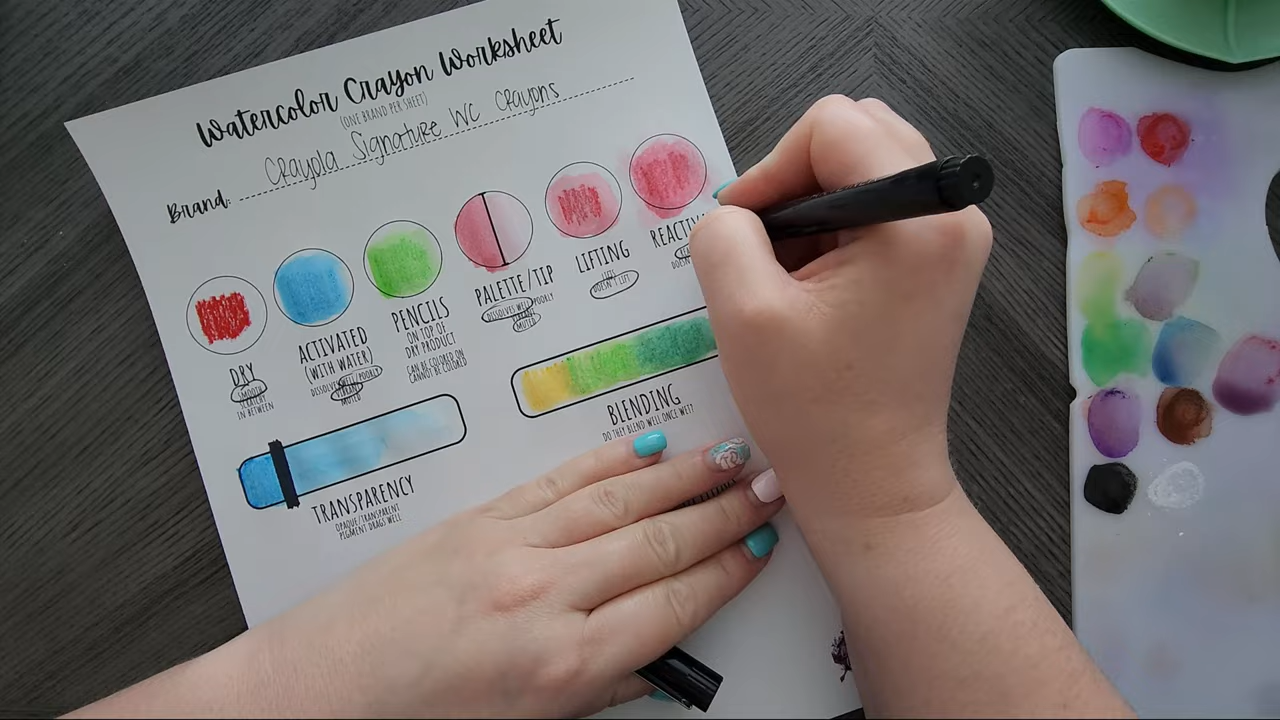 Watercolor Crayon Worksheet
(ONE BRAND PER SHEET)
Brand: Crayola Signature WC Crayons
DRY
SMOOTH
SCRATCHY
IN BETWEEN
ACTIVATED
(WITH WATER)
DISSOLVES WELL/POORLY
VIBRANT
MUTED
PENCILS
ON TOP OF
DRY PRODUCT
CAN BE COLORED ON
CANNOT BE COLORED
PALETTE/TIP
DISSOLVES WELL/POORLY
VIBRANT
MUTED
LIFTING
LIFTS
DOESN'T LIFT
REACTIV
TRANSPARENCY
OPAQUE/TRANSPARENT
PIGMENT DRAGS WELL
BLENDING
DO THEY BLEND WELL ONCE WET?